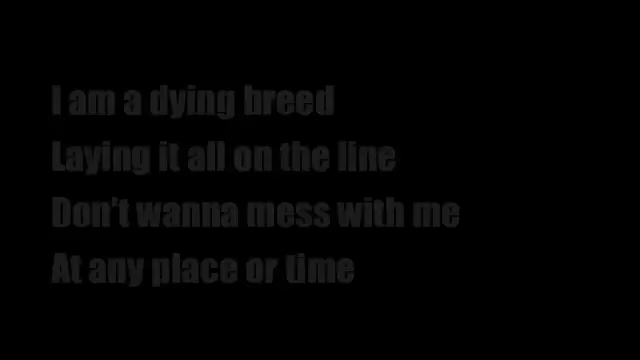 I am a dying breed
Laying it all on the line
Don't wanna mess with me
At any place or time